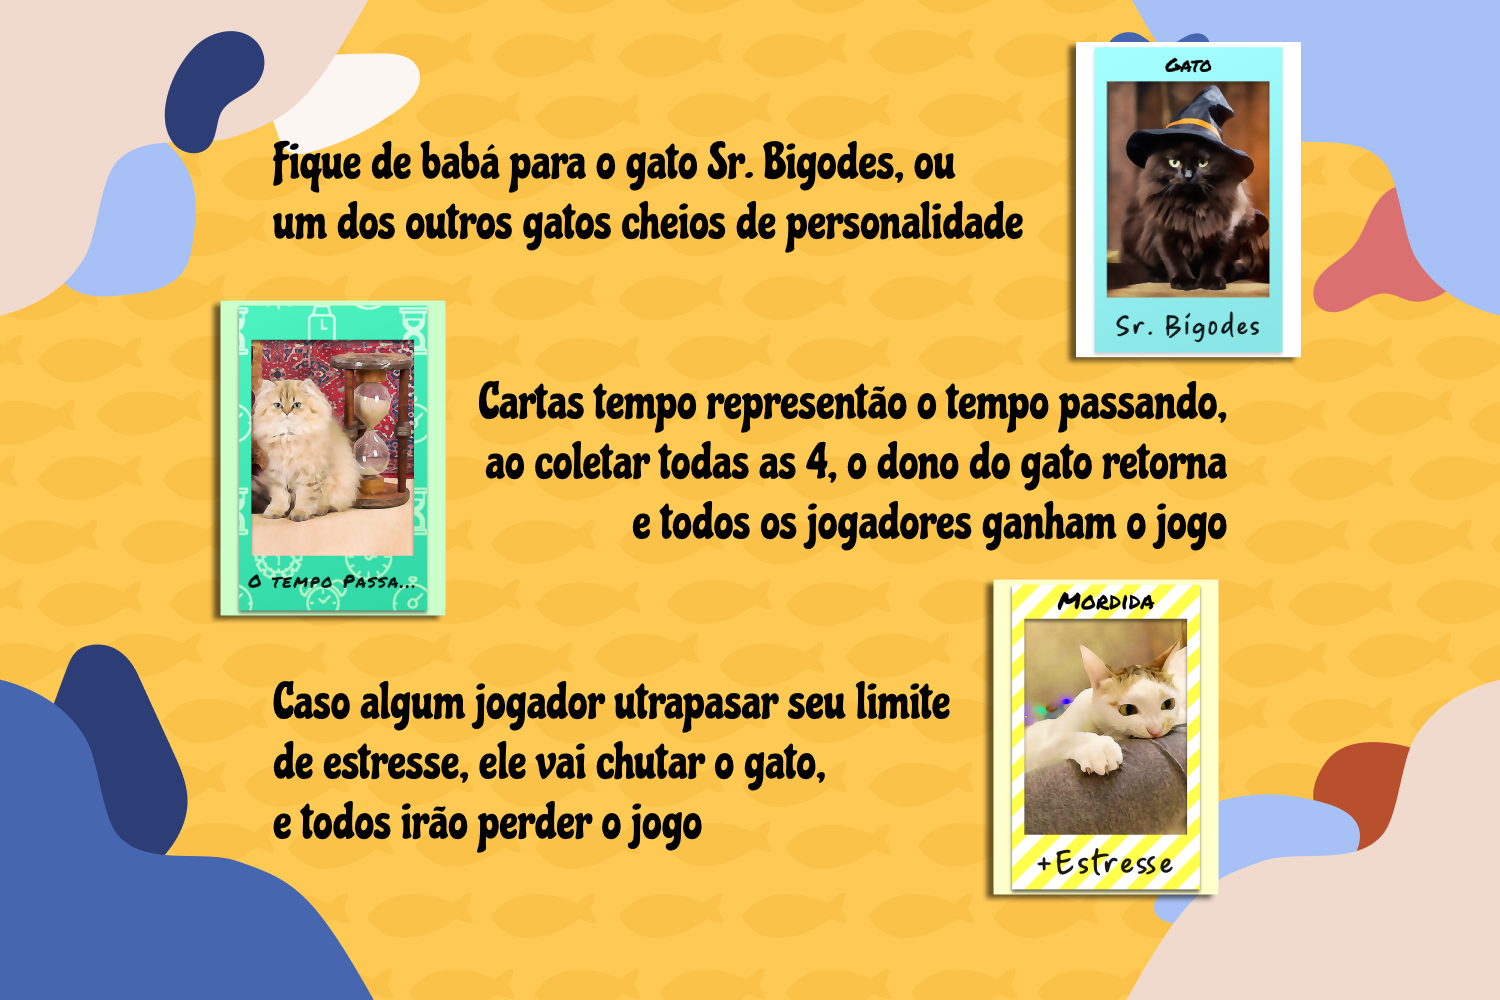 Gato
Fique de babá para o gato Sr. Bigodes, ou
um dos outros gatos cheios de personalidade
Sr. Bigodes
Cartas tempo representão o tempo passando,
ao coletar todas as 4, o dono do gato retorna
e todos os jogadores ganham o jogo
O tempo Passa...
Mordida
Caso algum jogador utrapasar seu limite
de estresse, ele vai chutar o gato,
e todos irão perder o jogo
+Estresse